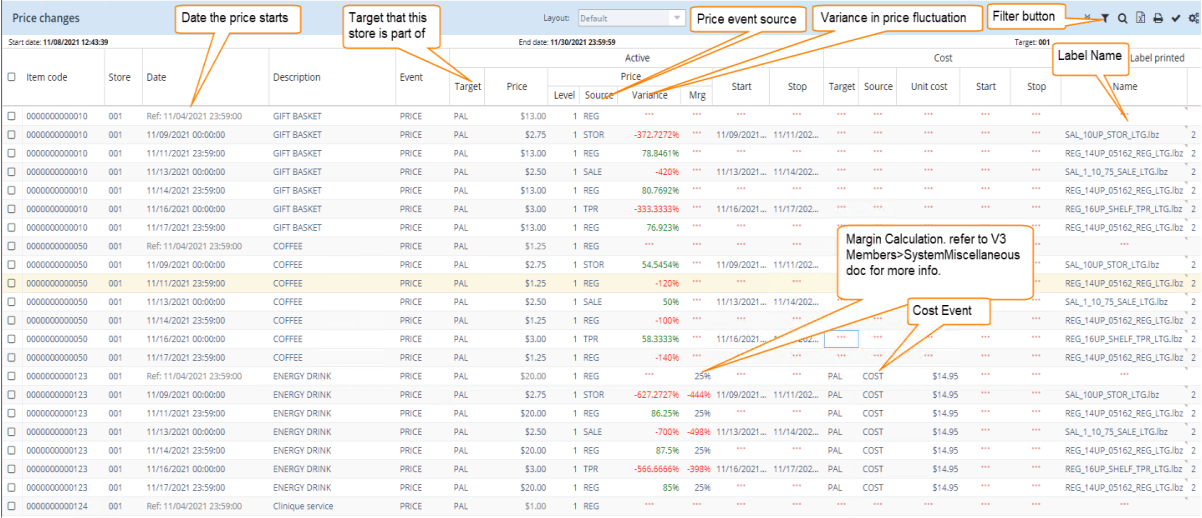 Price changes
Date the price starts
Target that this
store is part of
Layout: Default
Price event source
Variance in price fluctuation
Filter button
Start date: 11/08/2021 12:43:39 End date: 11/30/2021 23:59:59 Target: 001
Label Name
Active Cost Label printed
Item code Store Date Description Event Target Price Price Start Stop Target Source Unit cost Start Stop Name
Level Source Variance Mrg
0000000000010 001 Ref: 11/04/2021 23:59:00 GIFT BASKET PRICE PAL $13.00 1 REG *** *** *** *** *** *** ***
0000000000010 001 11/09/2021 00:00:00 GIFT BASKET PRICE PAL $2.75 1 STOR -372.7272% *** 11/09/2021... 11/11/202... *** *** *** *** SAL_10UP_STOR_LTG.lbz 2
0000000000010 001 11/11/2021 23:59:00 GIFT BASKET PRICE PAL $13.00 1 REG 78.8461% *** *** *** *** *** *** *** REG_14UP_05162_REG_LTG.lbz 2
0000000000010 001 11/13/2021 00:00:00 GIFT BASKET PRICE PAL $2.50 1 SALE -420% *** 11/13/2021... 11/14/202... *** *** *** *** SAL_1_10_75_SALE_LTG.lbz 2
0000000000010 001 11/14/2021 23:59:00 GIFT BASKET PRICE PAL $13.00 1 REG 80.7692% *** *** *** *** *** *** *** REG_14UP_05162_REG_LTG.lbz 2
0000000000010 001 11/16/2021 00:00:00 GIFT BASKET PRICE PAL $3.00 1 TPR -333.3333% *** 11/16/2021... 11/17/202... *** *** *** *** REG_16UP_SHELF_TPR_LTG.lbz 2
0000000000010 001 11/17/2021 23:59:00 GIFT BASKET PRICE PAL $13.00 1 REG 76.923% *** *** *** *** *** REG_14UP_05162_REG_LTG.lbz 2
Margin Calculation. refer to V3
Members>SystemMiscellaneous
doc for more info.
0000000000050 001 Ref: 11/04/2021 23:59:00 COFFEE PRICE PAL $1.25 1 REG *** *** *** *** ***
0000000000050 001 11/09/2021 00:00:00 COFFEE PRICE PAL $2.75 1 STOR 54.5454% *** 11/09/2021... 11/11/202... SAL_10UP_STOR_LTG.lbz 2
0000000000050 001 11/11/2021 23:59:00 COFFEE PRICE PAL $1.25 1 REG -120% *** *** *** REG_14UP_05162_REG_LTG.lbz 2
0000000000050 001 11/13/2021 00:00:00 COFFEE PRICE PAL $2.50 1 SALE 50% *** 11/13/2021... 11/14/202... SAL_1_10_75_SALE_LTG.lbz 2
Cost Event
0000000000050 001 11/14/2021 23:59:00 COFFEE PRICE PAL $1.25 1 REG -100% *** *** *** *** *** REG_14UP_05162_REG_LTG.lbz 2
0000000000050 001 11/16/2021 00:00:00 COFFEE PRICE PAL $3.00 1 TPR 58.3333% *** 11/16/2021... *** *** *** *** REG_16UP_SHELF_TPR_LTG.lbz 2
0000000000050 001 11/17/2021 23:59:00 COFFEE PRICE PAL $1.25 1 REG -140% *** *** *** *** *** *** REG_14UP_05162_REG_LTG.lbz 2
0000000000123 001 Ref: 11/04/2021 23:59:00 ENERGY DRINK PRICE PAL $20.00 1 REG *** 25% *** *** PAL COST $14.95 *** *** ***
0000000000123 001 11/09/2021 00:00:00 ENERGY DRINK PRICE PAL $2.75 1 STOR -627.2727% -444% 11/09/2021... 11/11/202... PAL COST $14.95 *** *** SAL_10UP_STOR_LTG.lbz 2
0000000000123 001 11/11/2021 23:59:00 ENERGY DRINK PRICE PAL $20.00 1 REG 86.25% 25% *** *** PAL COST $14.95 *** *** REG_14UP_05162_REG_LTG.lbz 2
0000000000123 001 11/13/2021 00:00:00 ENERGY DRINK PRICE PAL $2.50 1 SALE -700% -498% 11/13/2021... 11/14/202... PAL COST $14.95 *** *** SAL_1_10_75_SALE_LTG.lbz 2
0000000000123 001 11/14/2021 23:59:00 ENERGY DRINK PRICE PAL $20.00 1 REG 87.5% 25% *** *** PAL COST $14.95 *** *** REG_14UP_05162_REG_LTG.lbz 2
0000000000123 001 11/16/2021 00:00:00 ENERGY DRINK PRICE PAL $3.00 1 TPR -566.6666% -398% 11/16/2021... 11/17/202... PAL COST $14.95 *** *** REG_16UP_SHELF_TPR_LTG.lbz 2
0000000000123 001 11/17/2021 23:59:00 ENERGY DRINK PRICE PAL $20.00 1 REG 85% 25% *** *** PAL COST $14.95 *** *** REG_14UP_05162_REG_LTG.lbz 2
0000000000124 001 Ref: 11/04/2021 23:59:00 Clinique service PRICE PAL $1.00 1 REG *** *** *** *** *** *** *** *** *** ***